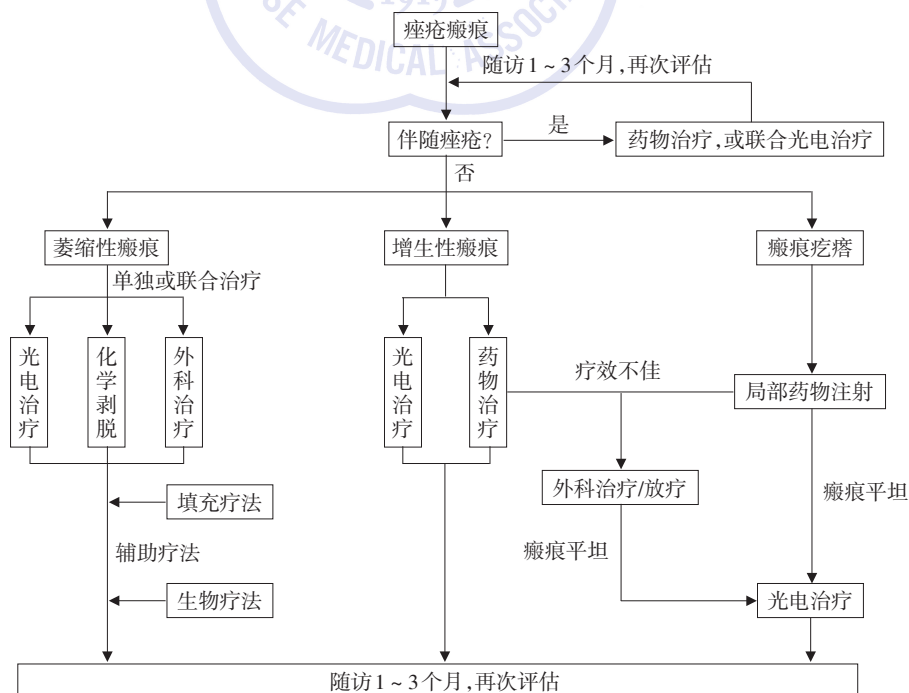 1915
SE MEDICAL ASSOCI
痤疮瘢痕
随访1~3个月,再次评估
伴随痤疮?
是
药物治疗,或联合光电治疗
否
萎缩性瘢痕
增生性瘢痕
瘢痕疙瘩
单独或联合治疗
光电治疗
化学剥脱
外科治疗
光电治疗
药物治疗
疗效不佳
局部药物注射
填充疗法
外科治疗/放疗
瘢痕平坦
辅助疗法
瘢痕平坦
生物疗法
光电治疗
随访1~3个月,再次评估